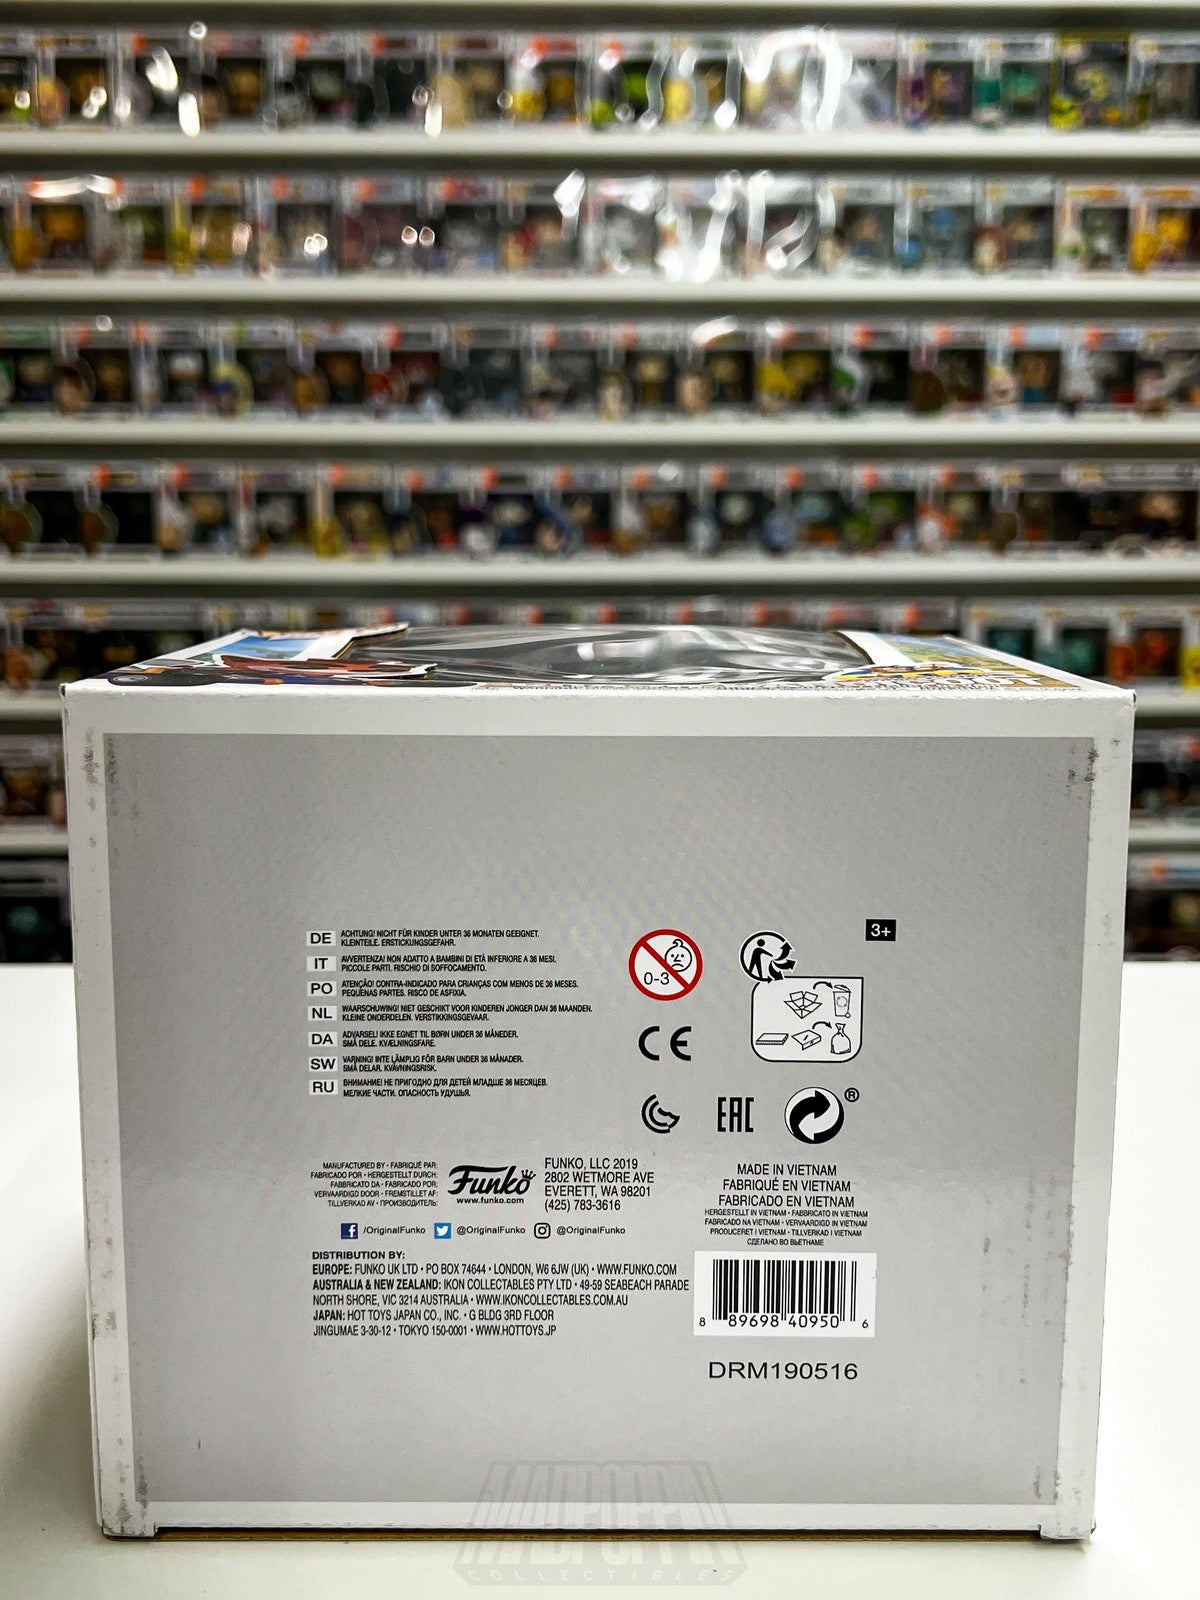 DE ACHTUNG! NICHT FÜR KINDER UNTER 36 MONATEN GEEIGNET.
KLEINTEILE. ERSTICKUNGSGEFAHR.
IT AVVERTENZA! NON ADATTO A BAMBINI DI ETÀ INFERIORE A 36 MESI.
PICCOLE PARTI. RISCHIO DI SOFFOCAMENTO.
PO ATENÇÃO! CONTRA-INDICADO PARA CRIANÇAS COM MENOS DE 36 MESES.
PEQUENAS PARTES. RISCO DE ASFIXIA.
NL WAARSCHUWING! NIET GESCHIKT VOOR KINDEREN JONGER DAN 36 MAANDEN.
KLEINE ONDERDELEN. VERSTIKKINGSGEVAAR.
DA ADVARSEL! IKKE EGNET TIL BØRN UNDER 36 MÅNEDER.
SMÅ DELE. KVÆLNINGSFARE.
SW VARNING! INTE LÄMPLIG FÖR BARN UNDER 36 MÅNADER.
SMÅ DELAR. KVÄVNINGSRISK.
RU ВНИМАНИЕ! НЕ ПРИГОДНО ДЛЯ ДЕТЕЙ МЛАДШЕ 36 МЕСЯЦЕВ.
МЕЛКИЕ ЧАСТИ. ОПАСНОСТЬ УДУШЬЯ.
0-3
3+
CE
EAC
®
MANUFACTURED BY • FABRIQUÉ PAR:
FABRICADO POR • HERGESTELLT DURCH:
FABBRICATO DA • FABRICADO POR:
VERVAARDIGD DOOR • FREMSTILLET AF:
TILLVERKAD AV • ПРОИЗВОДИТЕЛЬ:
Funko
www.funko.com
FUNKO, LLC 2019
2802 WETMORE AVE
EVERETT, WA 98201
(425) 783-3616
/OriginalFunko @OriginalFunko @OriginalFunko
DISTRIBUTION BY:
EUROPE: FUNKO UK LTD • PO BOX 74644 • LONDON, W6 6JW (UK) • WWW.FUNKO.COM
AUSTRALIA & NEW ZEALAND: IKON COLLECTABLES PTY LTD • 49-59 SEABEACH PARADE
NORTH SHORE, VIC 3214 AUSTRALIA • WWW.IKONCOLLECTABLES.COM.AU
JAPAN: HOT TOYS JAPAN CO., INC. • G BLDG 3RD FLOOR
JINGUMAE 3-30-12 • TOKYO 150-0001 • WWW.HOTTOYS.JP
MADE IN VIETNAM
FABRIQUÉ EN VIETNAM
FABRICADO EN VIETNAM
HERGESTELLT IN VIETNAM • FABBRICATO IN VIETNAM
FABRICADO NA VIETNAM • VERVAARDIGD IN VIETNAM
PRODUCERET I VIETNAM • TILLVERKAD I VIETNAM
СДЕЛАНО ВО ВЬЕТНАМЕ
8 89698 40950 6
DRM190516
MADPOPPIN
COLLECTIBLES